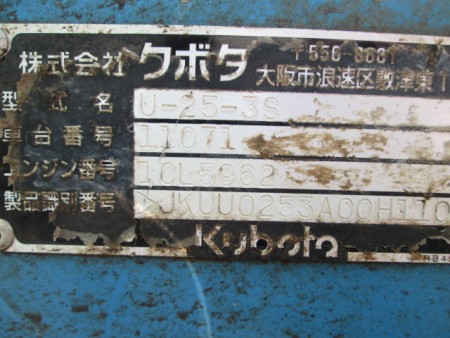 株式会社 クボタ
〒556-8601
大阪市浪速区敷津東1
型式名 U-25-3S
車台番号 11071
エンジン番号 1CL5962
製品識別番号 >JKUU0253A00H110
Kubota